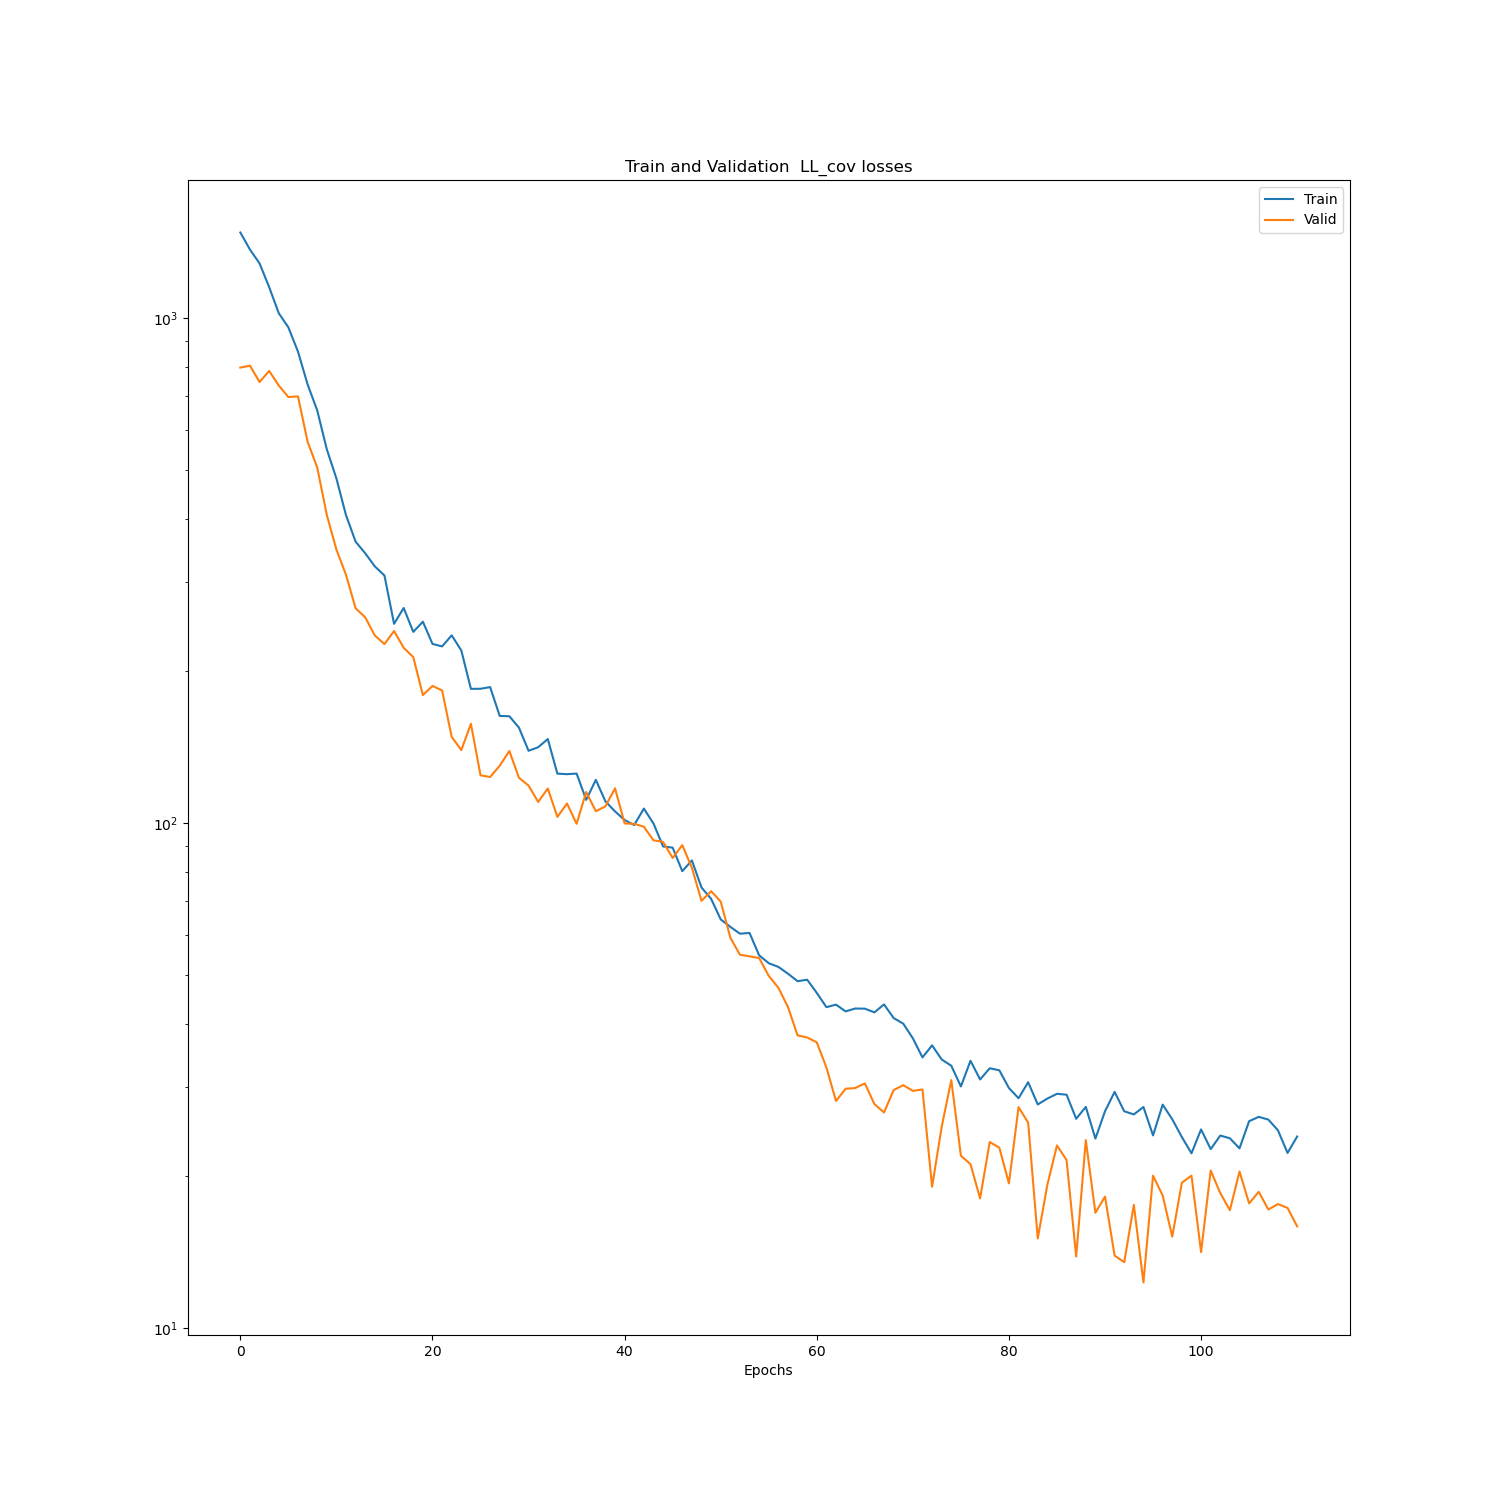 Train and Validation  LL_cov losses
Train
Valid
10³
10²
10¹
0 20 40 60 80 100
Epochs